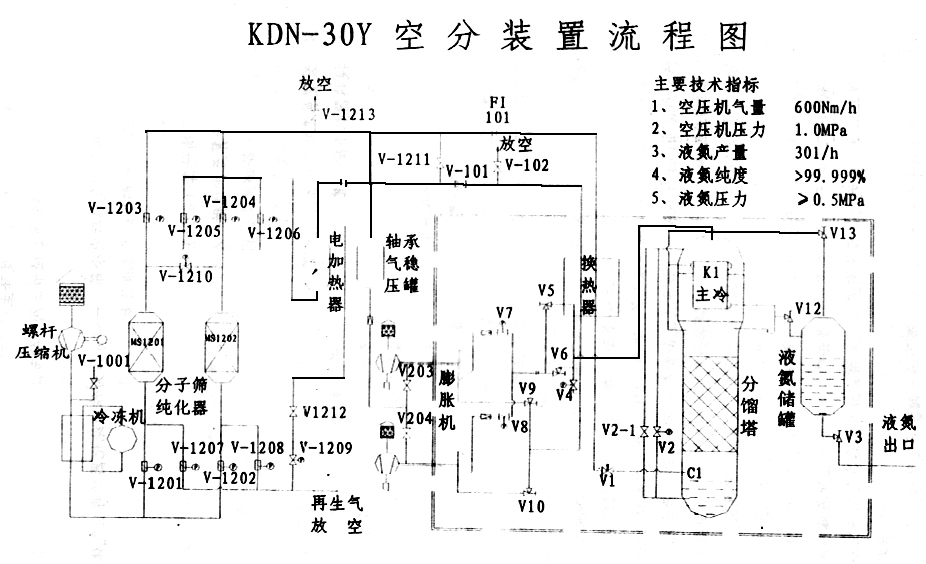 KDN-30Y 空分装置流程图
主要技术指标
1、空压机气量 600Nm/h
2、空压机压力 1.0MPa
3、液氮产量 30l/h
4、液氮纯度 >99.999%
5、液氮压力 ≥0.5MPa
放空
V-1213
FI
101
放空
V-1211
V-101
V-102
V-1203
V-1204
V-1205
V-1206
V-1210
电加热器
轴承气压稳罐
换热器
V13
K1
主冷
V5
V7
V12
螺杆
压缩机
V-1001
MS1201
MS1202
分子筛
纯化器
V6
V203
膨胀机
V9
V4
液氮储罐
分馏塔
冷冻机
V1212
V204
V8
V2-1
V2
V3
液氮
出口
V-1207
V-1208
V-1209
V-1201
V-1202
V1
C1
再生气
放空
V10